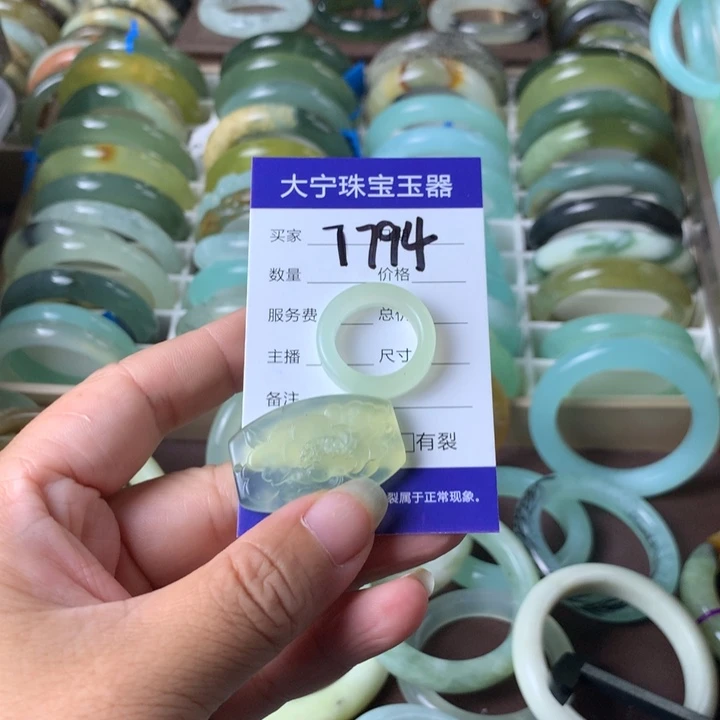 大宁珠宝玉器
买家 7794
数量 价格
服务费 总价
主播 尺寸
备注
有裂
裂属于正常现象。